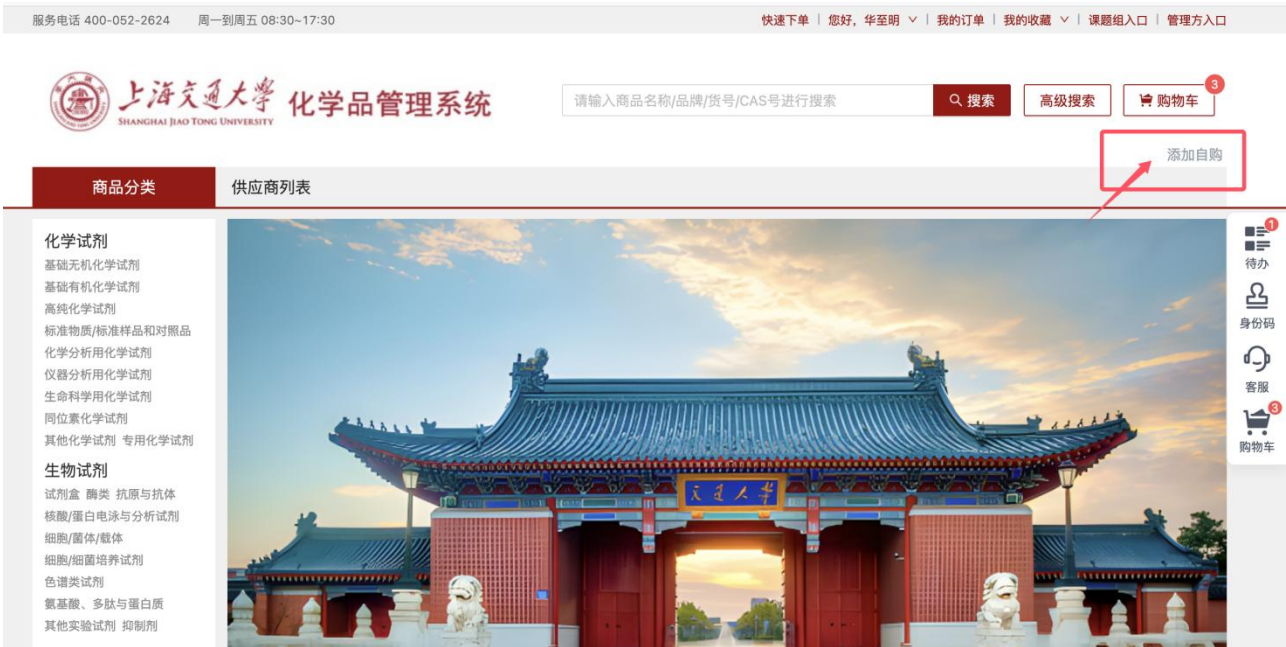 服务电话 400-052-2624 周一到周五 08:30~17:30
快速下单 | 您好，华至明 | 我的订单 | 我的收藏 | 课题组入口 | 管理方入口
上海交通大学 化学品管理系统
SHANGHAI JIAO TONG UNIVERSITY
请输入商品名称/品牌/货号/CAS号进行搜索
搜索
高级搜索
购物车
3
添加自购
商品分类
供应商列表
化学试剂
基础无机化学试剂
基础有机化学试剂
高纯化学试剂
标准物质/标准样品和对照品
化学分析用化学试剂
仪器分析用化学试剂
生命科学用化学试剂
同位素化学试剂
其他化学试剂 专用化学试剂
生物试剂
试剂盒 酶类 抗原与抗体
核酸/蛋白电泳与分析试剂
细胞/菌体/载体
细胞/细菌培养试剂
色谱类试剂
氨基酸、多肽与蛋白质
其他实验试剂 抑制剂
交通大学
1
待办
身份码
客服
3
购物车